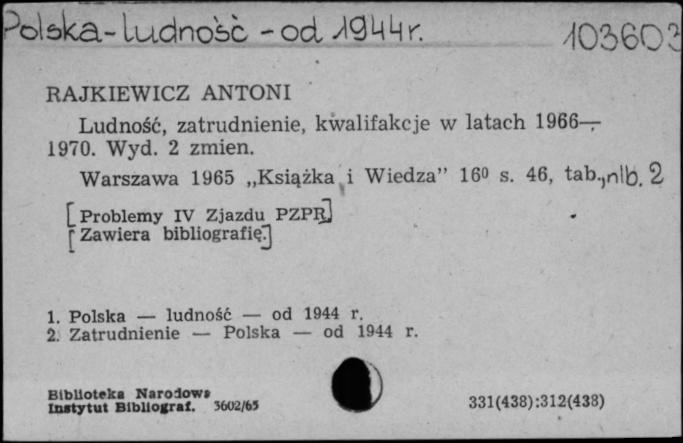 Polska-ludność - od 1944r.
103603
RAJKIEWICZ ANTONI
Ludność, zatrudnienie, kwalifakcje w latach 1966—
1970. Wyd. 2 zmien.
Warszawa 1965 „Książka i Wiedza” 16⁰ s. 46, tab., nlb. 2
[Problemy IV Zjazdu PZPR]
[Zawiera bibliografię.]
1. Polska — ludność — od 1944 r.
2. Zatrudnienie — Polska — od 1944 r.
Biblioteka Narodowa
Instytut Bibliograf. 3602/65
331(438):312(438)